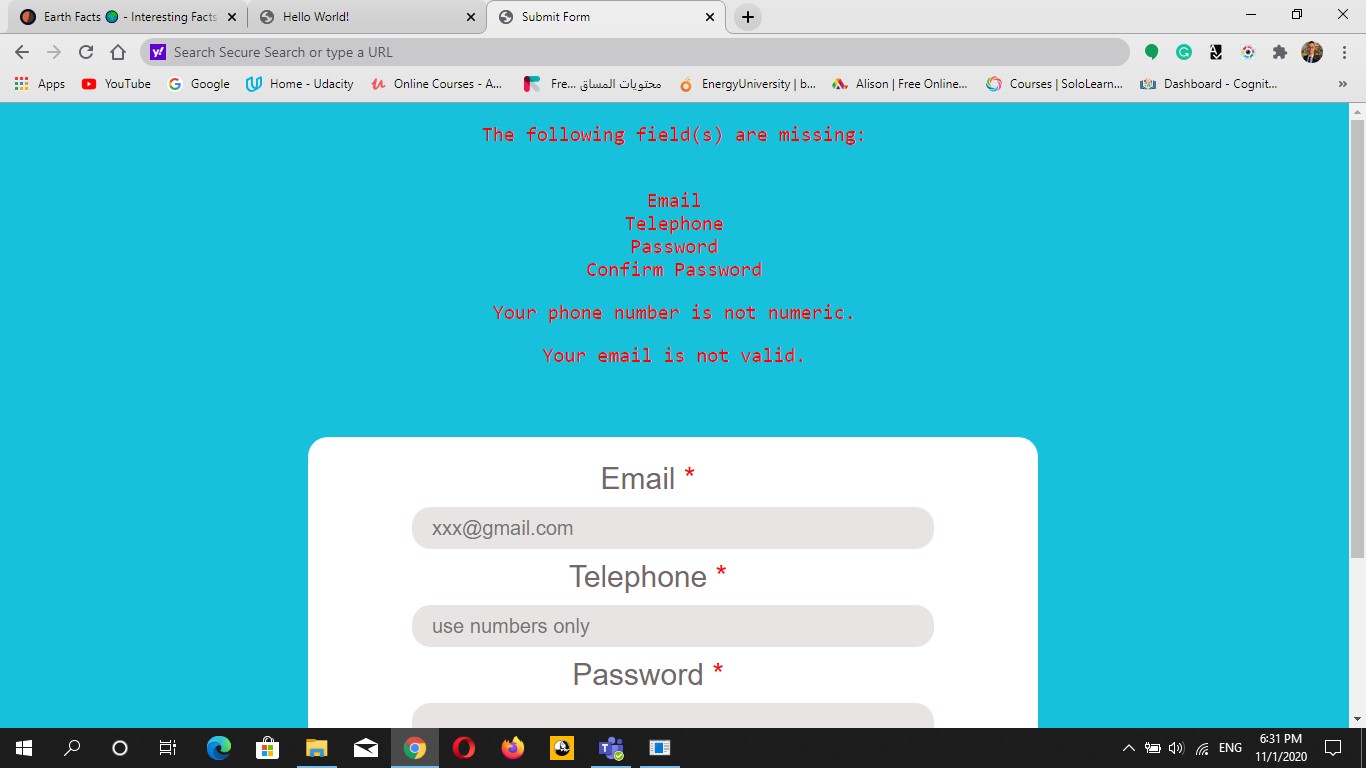 Earth Facts 🌍 - Interesting Facts
Hello World!
Submit Form
Search Secure Search or type a URL
Apps
YouTube
Google
Home - Udacity
Online Courses - A...
Fre... محتويات المساق
EnergyUniversity | b...
Alison | Free Online...
Courses | SoloLearn...
Dashboard - Cognit...
The following field(s) are missing:
Email
Telephone
Password
Confirm Password
Your phone number is not numeric.
Your email is not valid.
Email *
xxx@gmail.com
Telephone *
use numbers only
Password *
ENG
6:31 PM
11/1/2020